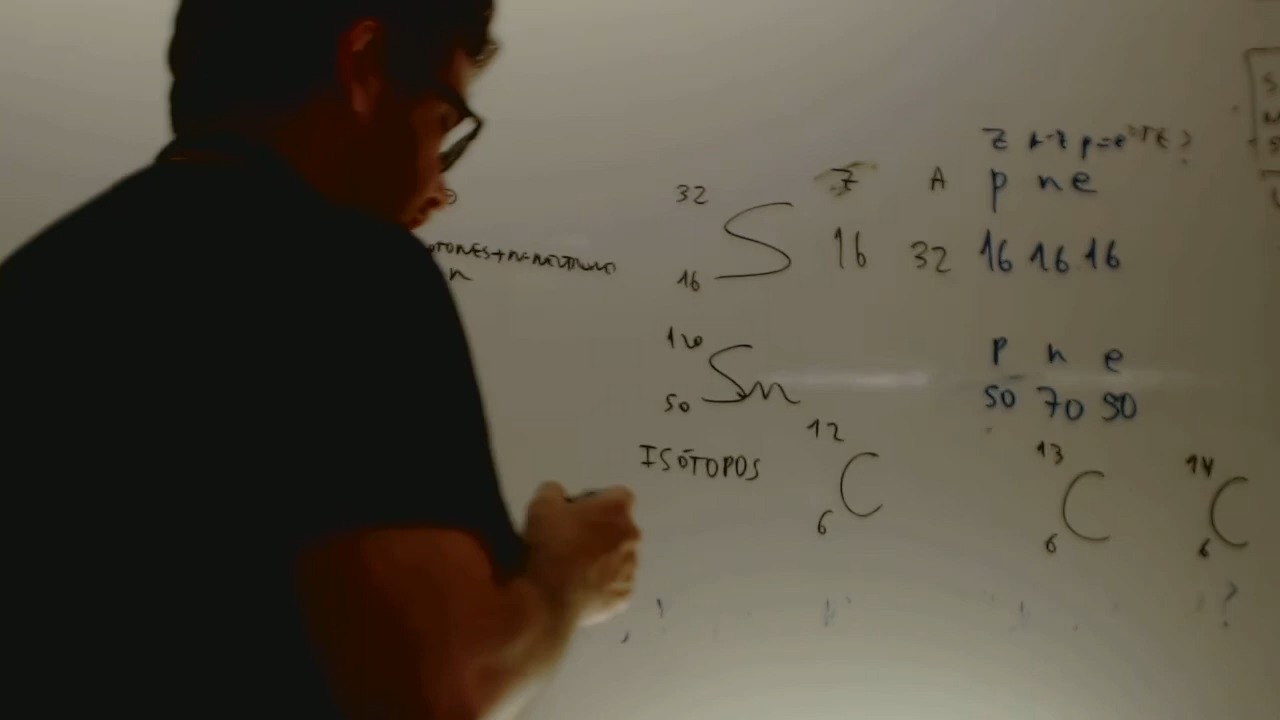 Z A-Z p=e
Z A p n e
32
S 16 32 16 16 16
16
p n e
120
Sn 50 70 50
50
12 13 14
ISÓTOPOS C C C
6 6 6
?